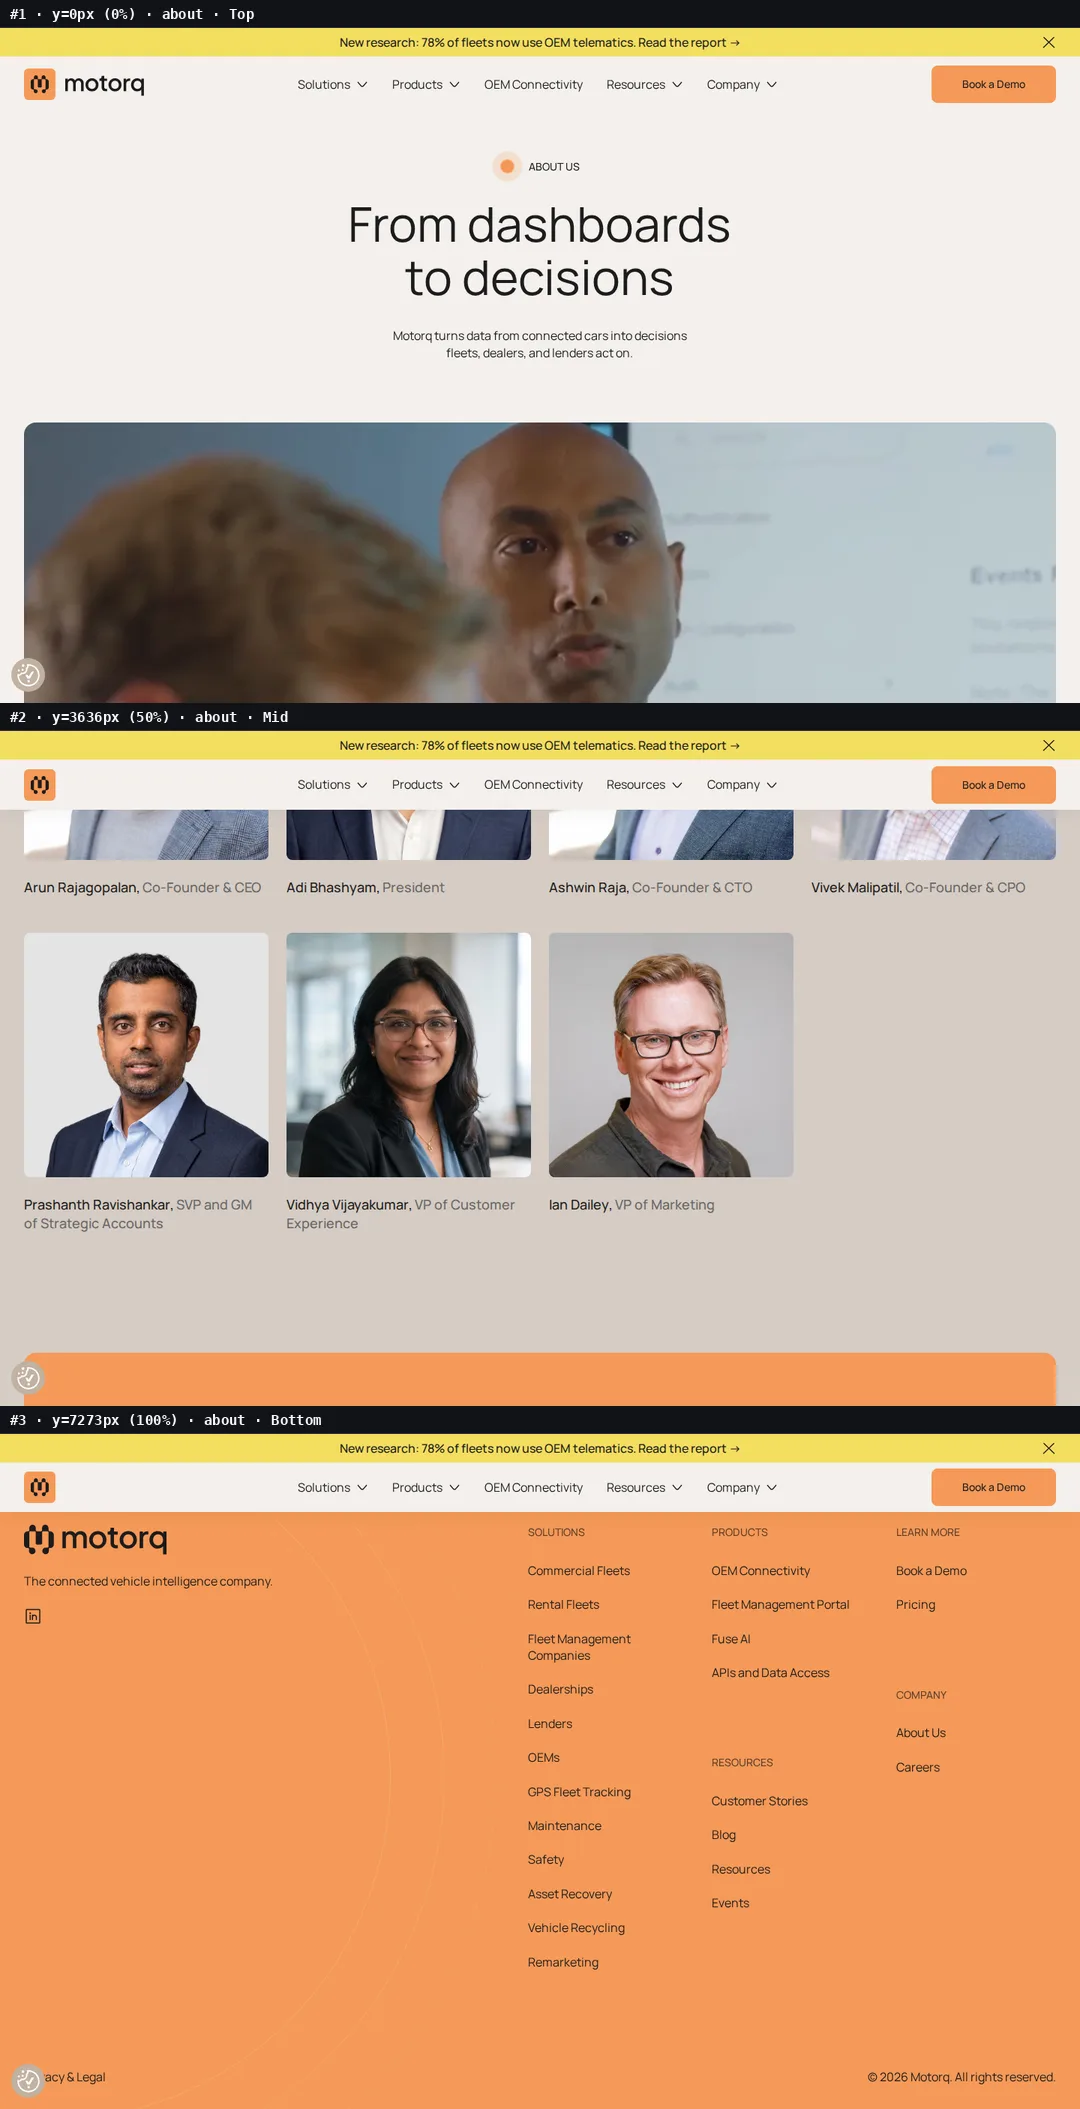 #1 · y=0px (0%) · about · Top
New research: 78% of fleets now use OEM telematics. Read the report →
motorq
Solutions
Products
OEM Connectivity
Resources
Company
Book a Demo
ABOUT US
From dashboards
to decisions
Motorq turns data from connected cars into decisions
fleets, dealers, and lenders act on.
Events
#2 · y=3636px (50%) · about · Mid
New research: 78% of fleets now use OEM telematics. Read the report →
Solutions
Products
OEM Connectivity
Resources
Company
Book a Demo
Arun Rajagopalan, Co-Founder & CEO
Adi Bhashyam, President
Ashwin Raja, Co-Founder & CTO
Vivek Malipatil, Co-Founder & CPO
Prashanth Ravishankar, SVP and GM
of Strategic Accounts
Vidhya Vijayakumar, VP of Customer
Experience
Ian Dailey, VP of Marketing
#3 · y=7273px (100%) · about · Bottom
New research: 78% of fleets now use OEM telematics. Read the report →
Solutions
Products
OEM Connectivity
Resources
Company
Book a Demo
motorq
The connected vehicle intelligence company.
in
SOLUTIONS
Commercial Fleets
Rental Fleets
Fleet Management
Companies
Dealerships
Lenders
OEMs
GPS Fleet Tracking
Maintenance
Safety
Asset Recovery
Vehicle Recycling
Remarketing
PRODUCTS
OEM Connectivity
Fleet Management Portal
Fuse AI
APIs and Data Access
RESOURCES
Customer Stories
Blog
Resources
Events
LEARN MORE
Book a Demo
Pricing
COMPANY
About Us
Careers
acy & Legal
© 2026 Motorq. All rights reserved.